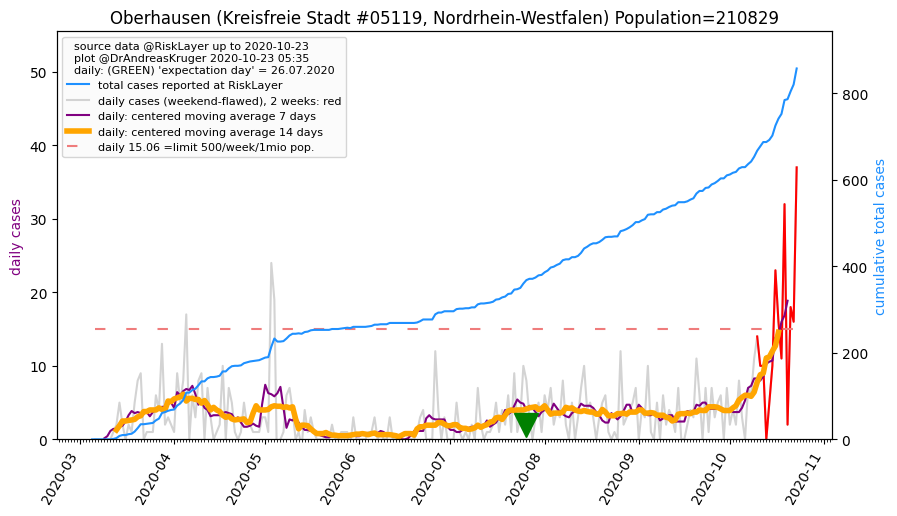 Oberhausen (Kreisfreie Stadt #05119, Nordrhein-Westfalen) Population=210829
source data @RiskLayer up to 2020-10-23
plot @DrAndreasKruger 2020-10-23 05:35
daily: (GREEN) 'expectation day' = 26.07.2020
total cases reported at RiskLayer
daily cases (weekend-flawed), 2 weeks: red
daily: centered moving average 7 days
daily: centered moving average 14 days
daily 15.06 =limit 500/week/1mio pop.
daily cases
50
40
30
20
10
0
cumulative total cases
800
600
400
200
0
2020-03
2020-04
2020-05
2020-06
2020-07
2020-08
2020-09
2020-10
2020-11